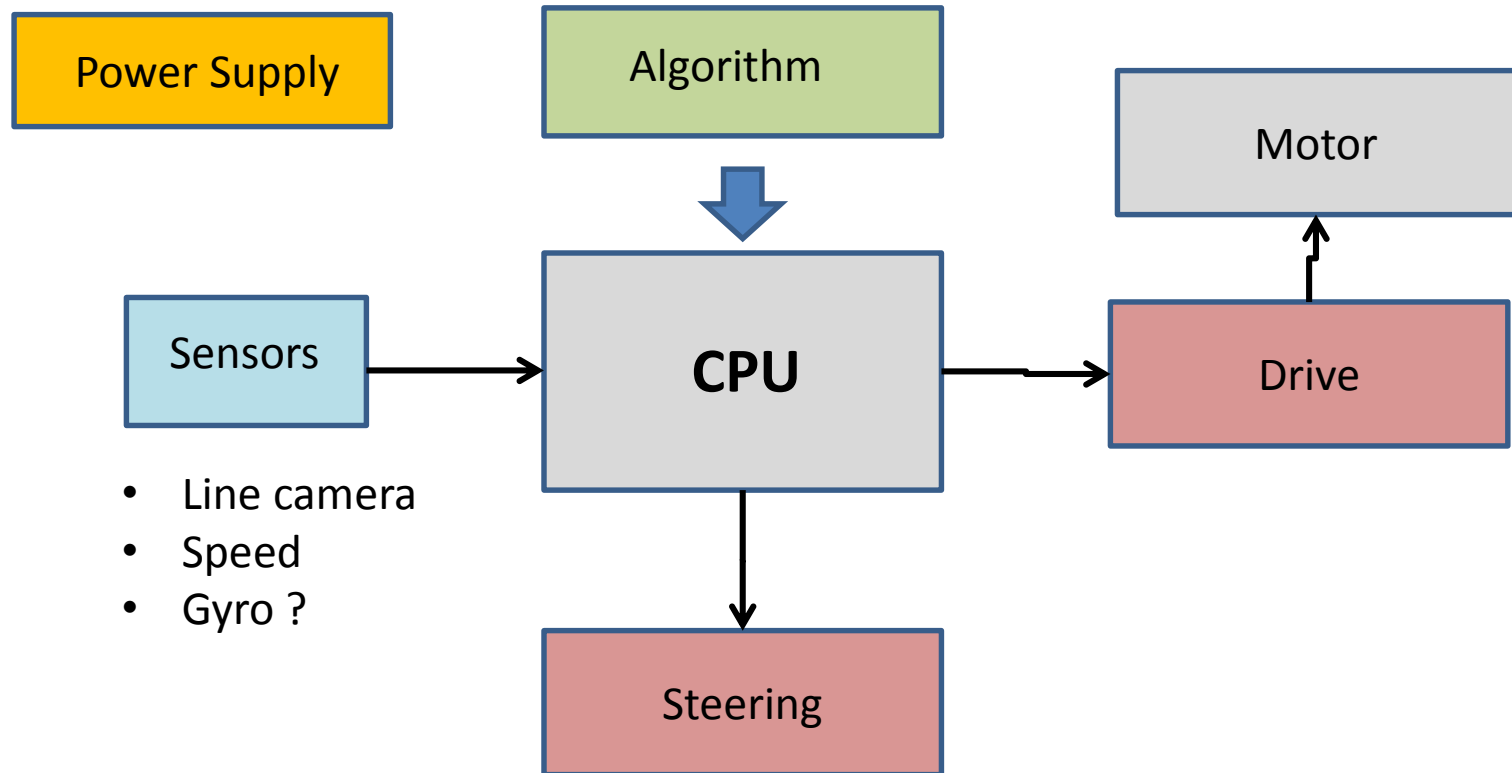 Power Supply
Algorithm
Motor
Sensors
CPU
Drive
• Line camera
• Speed
• Gyro ?
Steering